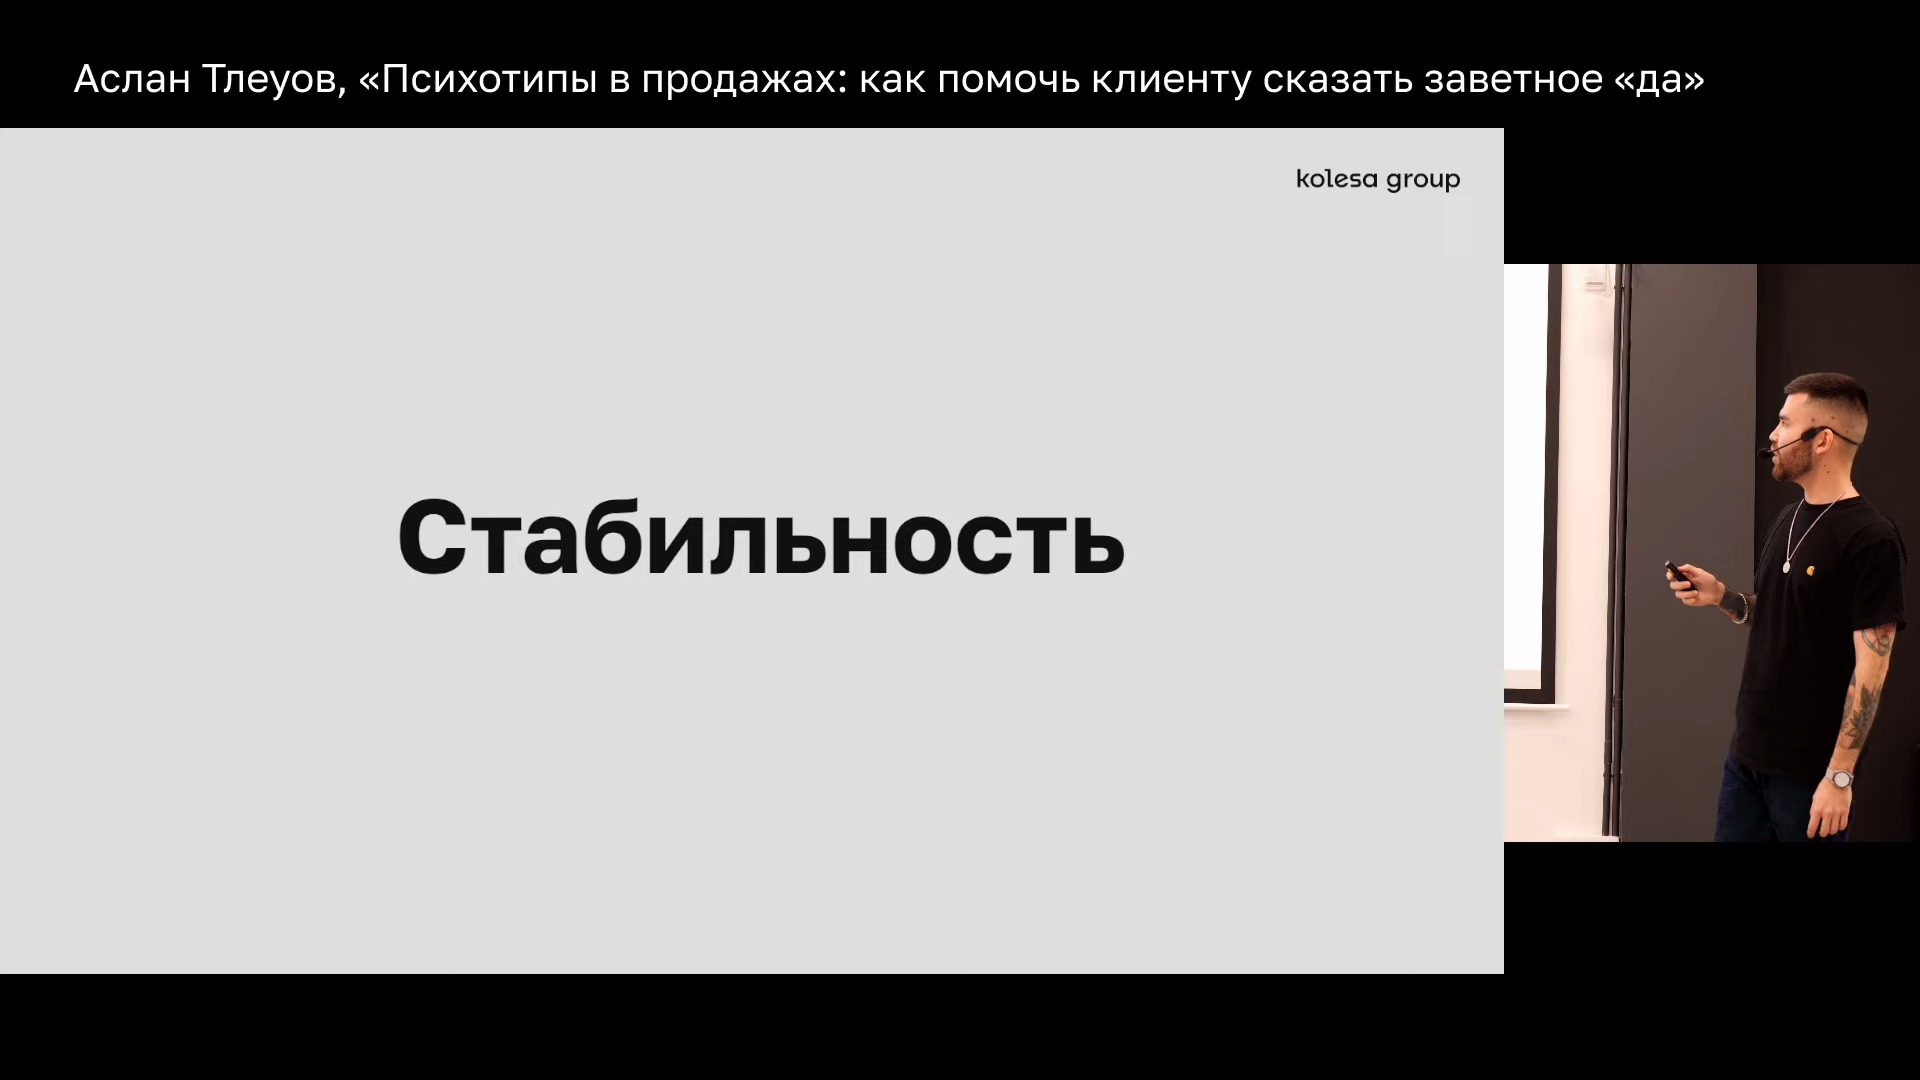 Аслан Тлеуов, «Психотипы в продажах: как помочь клиенту сказать заветное «да»
kolesa group
Стабильность